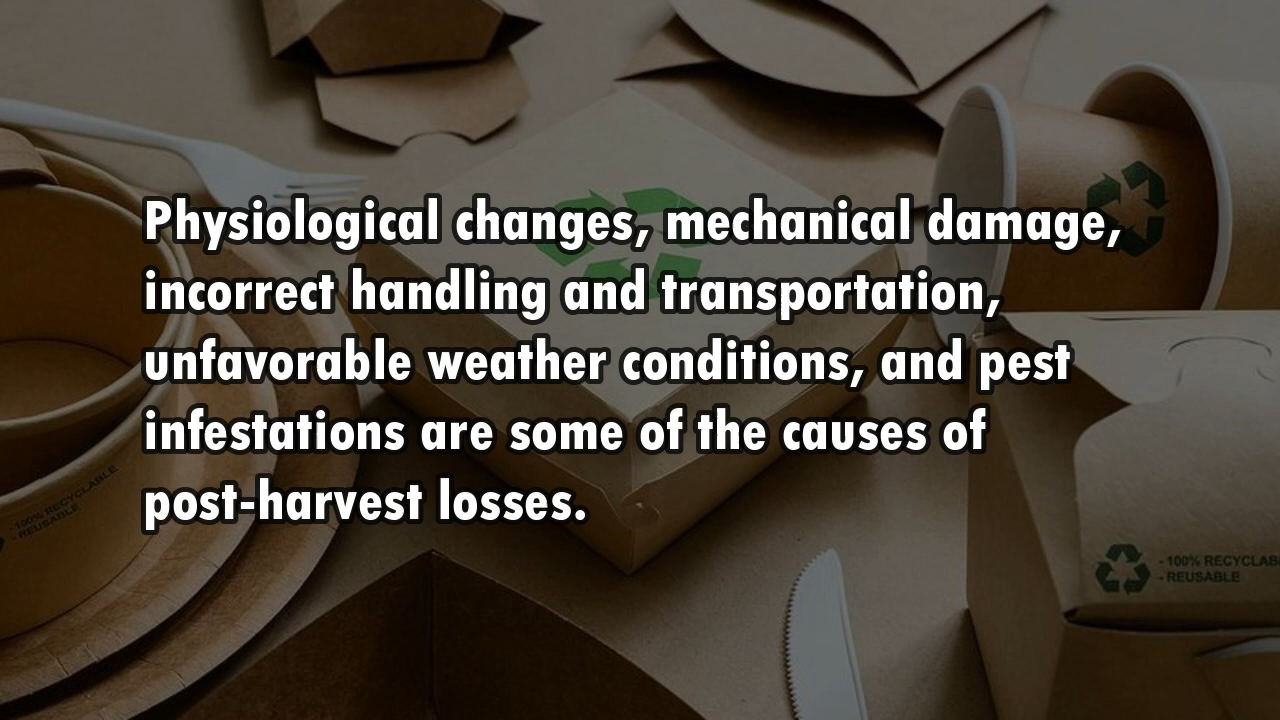 Physiological changes, mechanical damage,
incorrect handling and transportation,
unfavorable weather conditions, and pest
infestations are some of the causes of
post-harvest losses.
- 100% RECYCLABLE
- REUSABLE
- 100% RECYCLAB
- REUSABLE